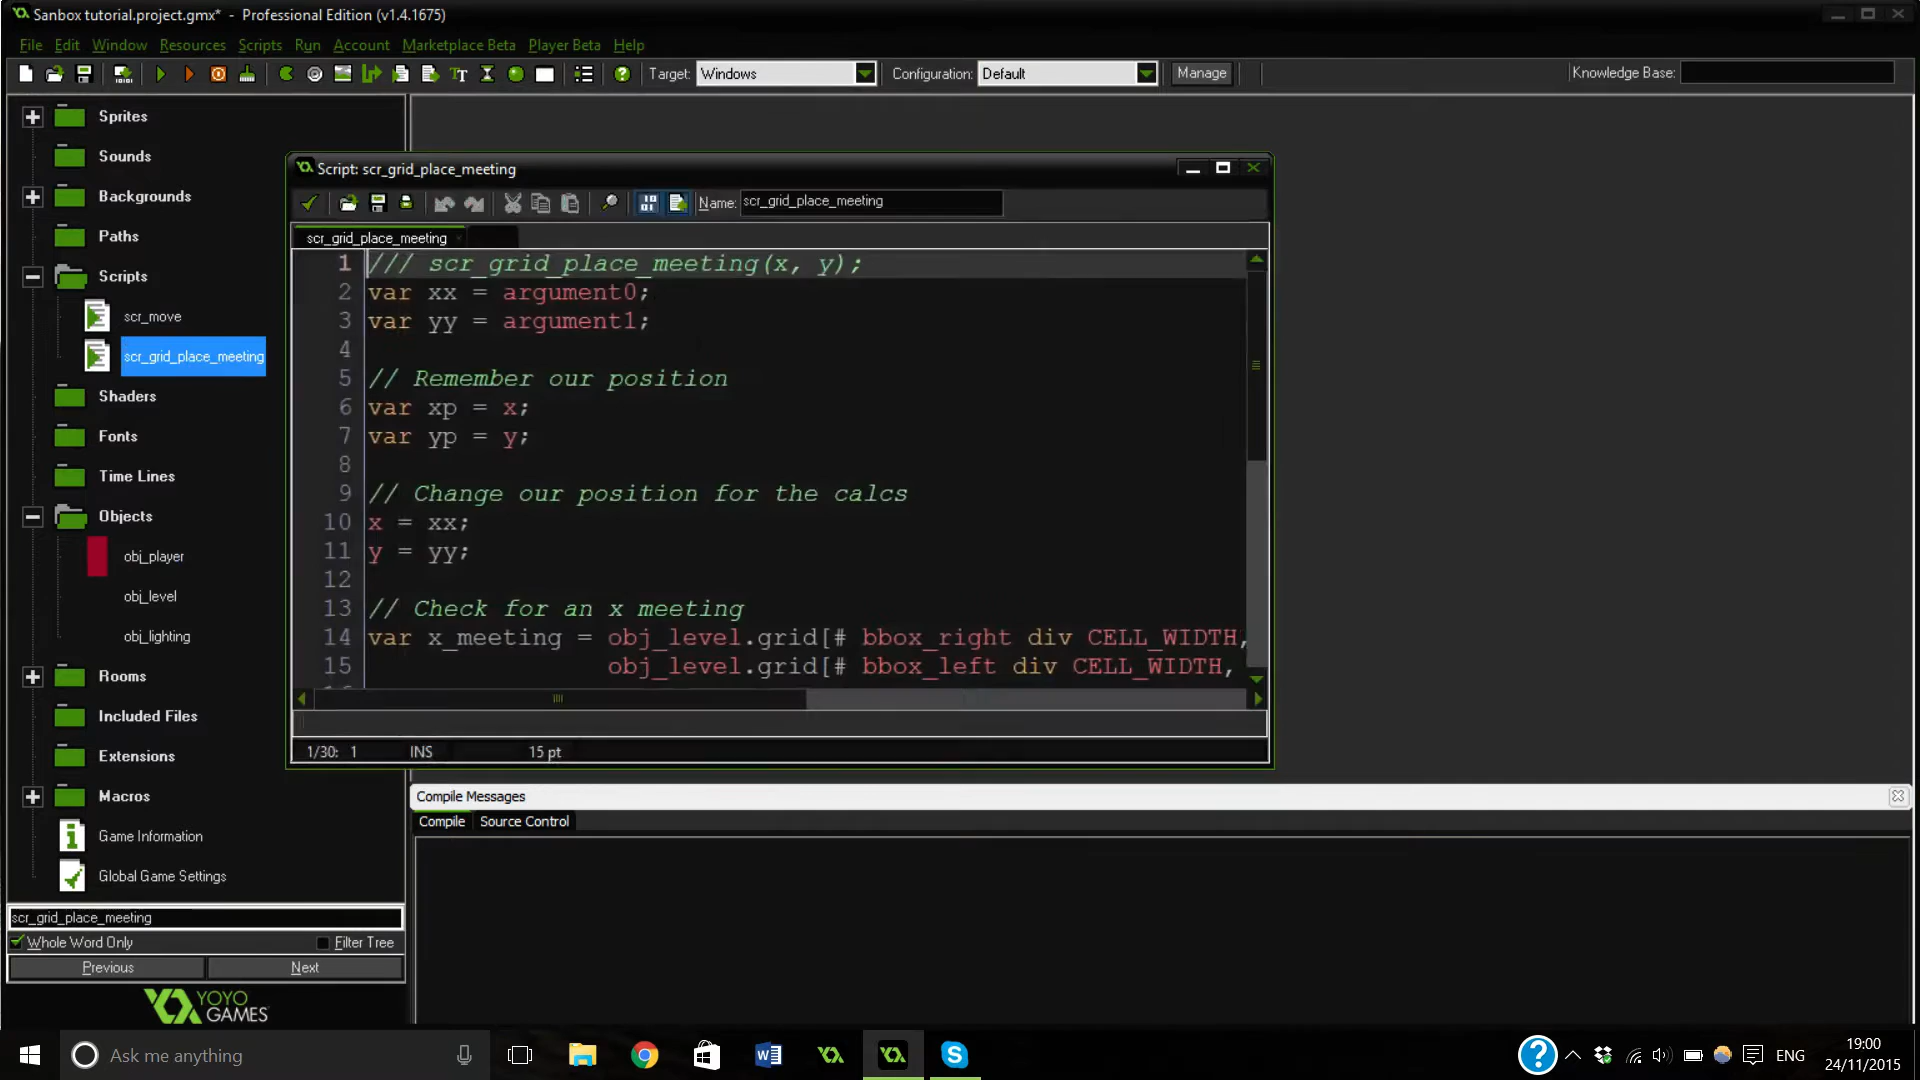 Sanbox tutorial.project.gmx* - Professional Edition (v1.4.1675)
File Edit Window Resources Scripts Run Account Marketplace Beta Player Beta Help
Target: Windows Configuration: Default Manage Knowledge Base:
Sprites
Sounds
Backgrounds
Paths
Scripts
scr_move
scr_grid_place_meeting
Shaders
Fonts
Time Lines
Objects
obj_player
obj_level
obj_lighting
Rooms
Included Files
Extensions
Macros
Game Information
Global Game Settings
scr_grid_place_meeting
Whole Word Only Filter Tree
Previous Next
YOYO
GAMES
Script: scr_grid_place_meeting
Name: scr_grid_place_meeting
scr_grid_place_meeting
1 /// scr_grid_place_meeting(x, y);
2 var xx = argument0;
3 var yy = argument1;
4
5 // Remember our position
6 var xp = x;
7 var yp = y;
8
9 // Change our position for the calcs
10 x = xx;
11 y = yy;
12
13 // Check for an x meeting
14 var x_meeting = obj_level.grid[# bbox_right div CELL_WIDTH,
15 obj_level.grid[# bbox_left div CELL_WIDTH,
1/30: 1 INS 15 pt
Compile Messages
Compile Source Control
Ask me anything
ENG
19:00
24/11/2015